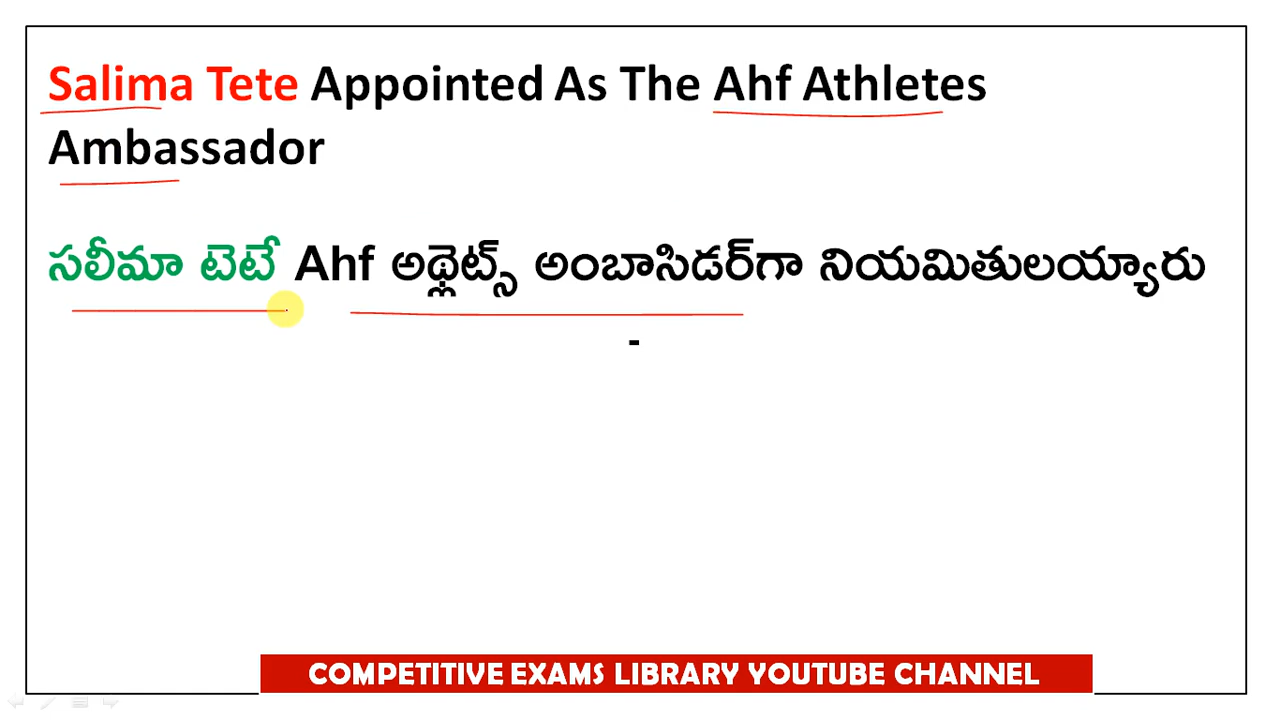 Salima Tete Appointed As The Ahf Athletes
Ambassador
సలీమా టెటే Ahf అథ్లెట్స్ అంబాసిడర్‌గా నియమితులయ్యారు
-
COMPETITIVE EXAMS LIBRARY YOUTUBE CHANNEL